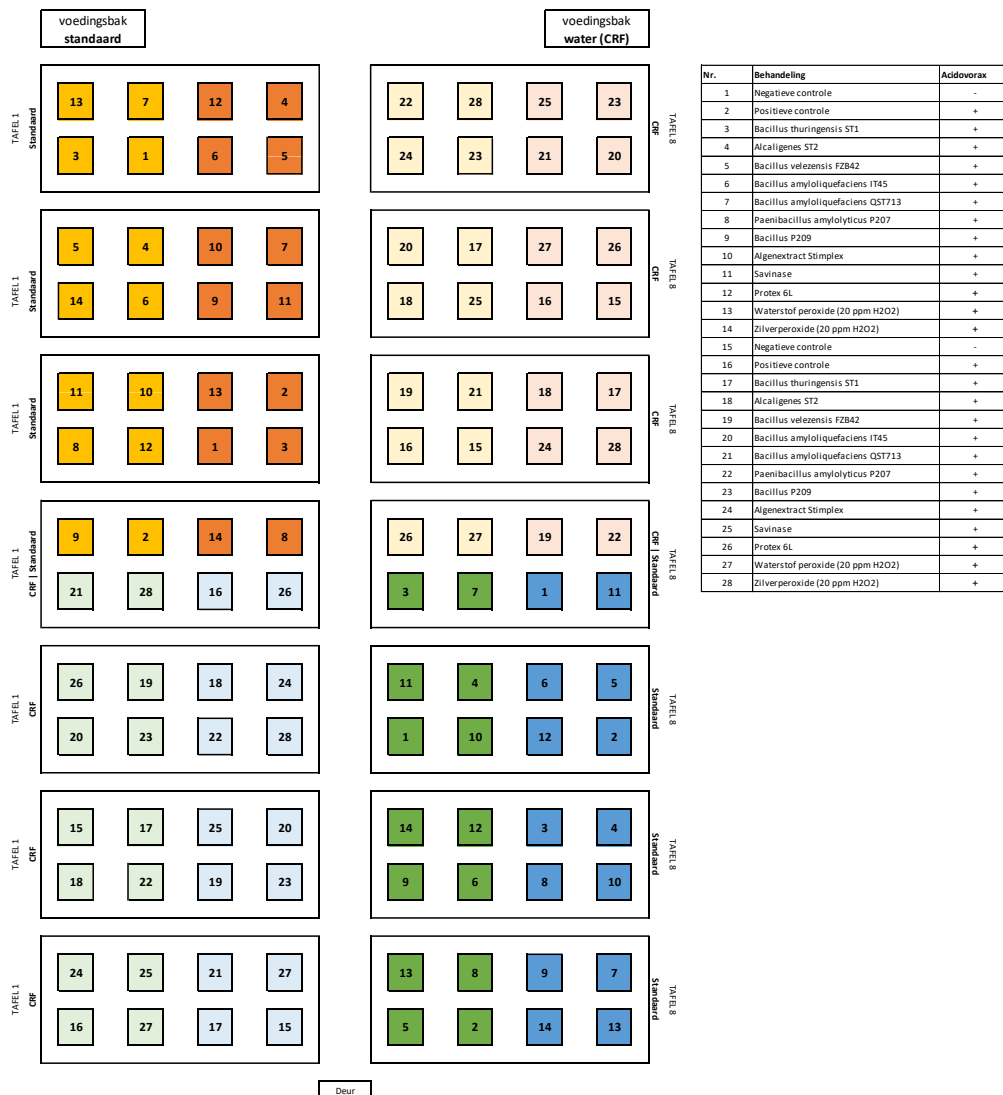 voedingsbak
standaard
voedingsbak
water (CRF)
TAFEL 1
Standaard
13 7 12 4
3 1 6 5
22 28 25 23
24 23 21 20
TAFEL 8
CRF
TAFEL 1
Standaard
5 4 10 7
14 6 9 11
20 17 27 26
18 25 16 15
TAFEL 8
CRF
TAFEL 1
Standaard
11 10 13 2
8 12 1 3
19 21 18 17
16 15 24 28
TAFEL 8
CRF
TAFEL 1
CRF | Standaard
9 2 14 8
21 28 16 26
26 27 19 22
3 7 1 11
TAFEL 8
CRF | Standaard
TAFEL 1
CRF
26 19 18 24
20 23 22 28
11 4 6 5
1 10 12 2
TAFEL 8
Standaard
TAFEL 1
CRF
15 17 25 20
18 22 19 23
14 12 3 4
9 6 8 10
TAFEL 8
Standaard
TAFEL 1
CRF
24 25 21 27
16 27 17 15
13 8 9 7
5 2 14 13
TAFEL 8
Standaard
Deur
Nr. Behandeling Acidovorax
1 Negatieve controle -
2 Positieve controle +
3 Bacillus thuringensis ST1 +
4 Alcaligenes ST2 +
5 Bacillus velezensis FZB42 +
6 Bacillus amyloliquefaciens IT45 +
7 Bacillus amyloliquefaciens QST713 +
8 Paenibacillus amylolyticus P207 +
9 Bacillus P209 +
10 Algenextract Stimplex +
11 Savinase +
12 Protex 6L +
13 Waterstof peroxide (20 ppm H2O2) +
14 Zilverperoxide (20 ppm H2O2) +
15 Negatieve controle -
16 Positieve controle +
17 Bacillus thuringensis ST1 +
18 Alcaligenes ST2 +
19 Bacillus velezensis FZB42 +
20 Bacillus amyloliquefaciens IT45 +
21 Bacillus amyloliquefaciens QST713 +
22 Paenibacillus amylolyticus P207 +
23 Bacillus P209 +
24 Algenextract Stimplex +
25 Savinase +
26 Protex 6L +
27 Waterstof peroxide (20 ppm H2O2) +
28 Zilverperoxide (20 ppm H2O2) +